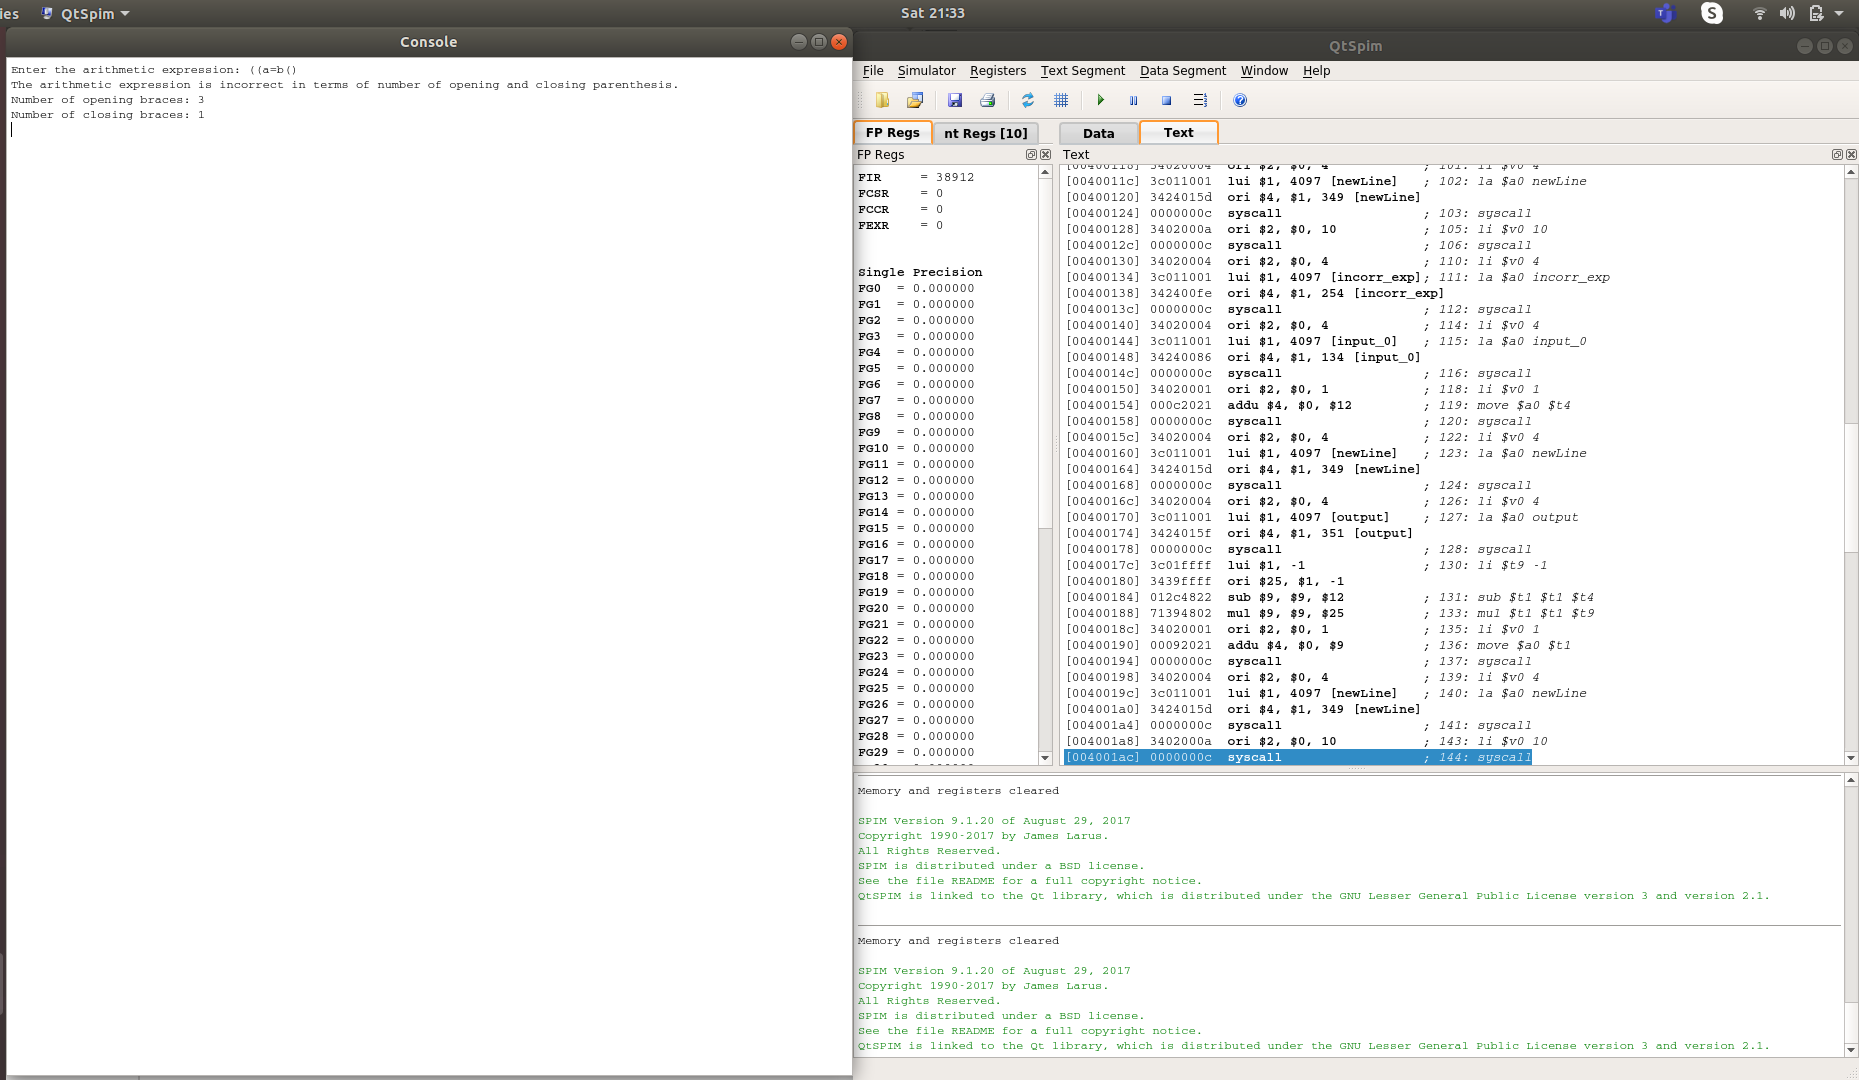 ies QtSpim Sat 21:33
Console
Enter the arithmetic expression: ((a=b()
The arithmetic expression is incorrect in terms of number of opening and closing parenthesis.
Number of opening braces: 3
Number of closing braces: 1
QtSpim
File Simulator Registers Text Segment Data Segment Window Help
FP Regs nt Regs [10] Data Text
FP Regs
FIR = 38912
FCSR = 0
FCCR = 0
FEXR = 0
Single Precision
FG0 = 0.000000
FG1 = 0.000000
FG2 = 0.000000
FG3 = 0.000000
FG4 = 0.000000
FG5 = 0.000000
FG6 = 0.000000
FG7 = 0.000000
FG8 = 0.000000
FG9 = 0.000000
FG10 = 0.000000
FG11 = 0.000000
FG12 = 0.000000
FG13 = 0.000000
FG14 = 0.000000
FG15 = 0.000000
FG16 = 0.000000
FG17 = 0.000000
FG18 = 0.000000
FG19 = 0.000000
FG20 = 0.000000
FG21 = 0.000000
FG22 = 0.000000
FG23 = 0.000000
FG24 = 0.000000
FG25 = 0.000000
FG26 = 0.000000
FG27 = 0.000000
FG28 = 0.000000
FG29 = 0.000000
Text
[00400118] 34020004 ori $2, $0, 4 ; 101: li $v0 4
[0040011c] 3c011001 lui $1, 4097 [newLine] ; 102: la $a0 newLine
[00400120] 3424015d ori $4, $1, 349 [newLine]
[00400124] 0000000c syscall ; 103: syscall
[00400128] 3402000a ori $2, $0, 10 ; 105: li $v0 10
[0040012c] 0000000c syscall ; 106: syscall
[00400130] 34020004 ori $2, $0, 4 ; 110: li $v0 4
[00400134] 3c011001 lui $1, 4097 [incorr_exp]; 111: la $a0 incorr_exp
[00400138] 342400fe ori $4, $1, 254 [incorr_exp]
[0040013c] 0000000c syscall ; 112: syscall
[00400140] 34020004 ori $2, $0, 4 ; 114: li $v0 4
[00400144] 3c011001 lui $1, 4097 [input_0] ; 115: la $a0 input_0
[00400148] 34240086 ori $4, $1, 134 [input_0]
[0040014c] 0000000c syscall ; 116: syscall
[00400150] 34020001 ori $2, $0, 1 ; 118: li $v0 1
[00400154] 000c2021 addu $4, $0, $12 ; 119: move $a0 $t4
[00400158] 0000000c syscall ; 120: syscall
[0040015c] 34020004 ori $2, $0, 4 ; 122: li $v0 4
[00400160] 3c011001 lui $1, 4097 [newLine] ; 123: la $a0 newLine
[00400164] 3424015d ori $4, $1, 349 [newLine]
[00400168] 0000000c syscall ; 124: syscall
[0040016c] 34020004 ori $2, $0, 4 ; 126: li $v0 4
[00400170] 3c011001 lui $1, 4097 [output] ; 127: la $a0 output
[00400174] 3424015f ori $4, $1, 351 [output]
[00400178] 0000000c syscall ; 128: syscall
[0040017c] 3c01ffff lui $1, -1 ; 130: li $t9 -1
[00400180] 3439ffff ori $25, $1, -1
[00400184] 012c4822 sub $9, $9, $12 ; 131: sub $t1 $t1 $t4
[00400188] 71394802 mul $9, $9, $25 ; 133: mul $t1 $t1 $t9
[0040018c] 34020001 ori $2, $0, 1 ; 135: li $v0 1
[00400190] 00092021 addu $4, $0, $9 ; 136: move $a0 $t1
[00400194] 0000000c syscall ; 137: syscall
[00400198] 34020004 ori $2, $0, 4 ; 139: li $v0 4
[0040019c] 3c011001 lui $1, 4097 [newLine] ; 140: la $a0 newLine
[004001a0] 3424015d ori $4, $1, 349 [newLine]
[004001a4] 0000000c syscall ; 141: syscall
[004001a8] 3402000a ori $2, $0, 10 ; 143: li $v0 10
[004001ac] 0000000c syscall ; 144: syscall
Memory and registers cleared
SPIM Version 9.1.20 of August 29, 2017
Copyright 1990-2017 by James Larus.
All Rights Reserved.
SPIM is distributed under a BSD license.
See the file README for a full copyright notice.
QtSPIM is linked to the Qt library, which is distributed under the GNU Lesser General Public License version 3 and version 2.1.
Memory and registers cleared
SPIM Version 9.1.20 of August 29, 2017
Copyright 1990-2017 by James Larus.
All Rights Reserved.
SPIM is distributed under a BSD license.
See the file README for a full copyright notice.
QtSPIM is linked to the Qt library, which is distributed under the GNU Lesser General Public License version 3 and version 2.1.